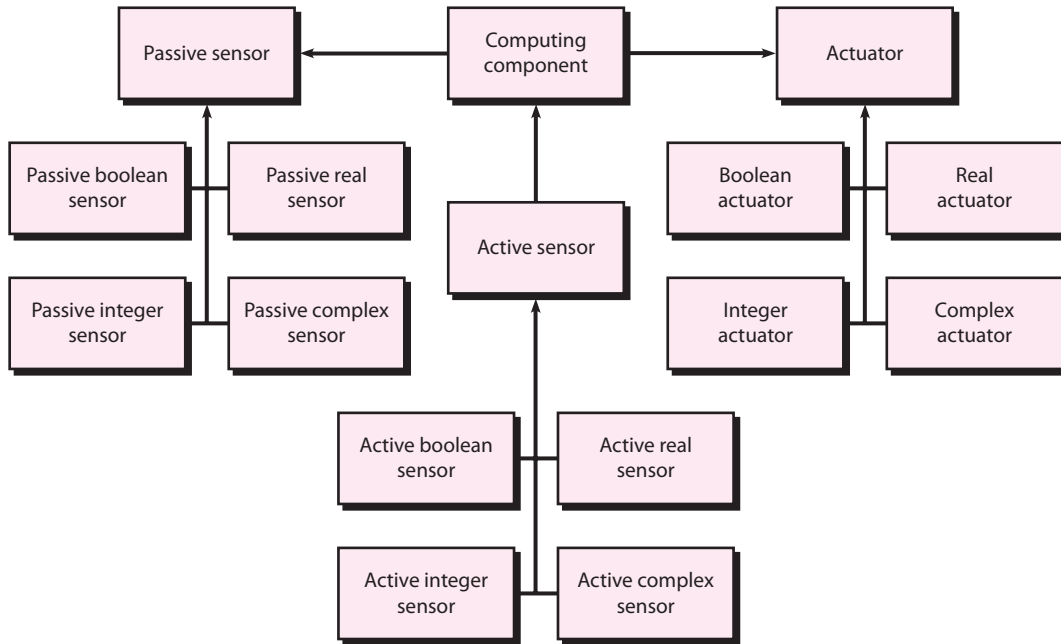 Passive sensor
Computing
component
Actuator
Passive boolean
sensor
Passive real
sensor
Boolean
actuator
Real
actuator
Active sensor
Passive integer
sensor
Passive complex
sensor
Integer
actuator
Complex
actuator
Active boolean
sensor
Active real
sensor
Active integer
sensor
Active complex
sensor